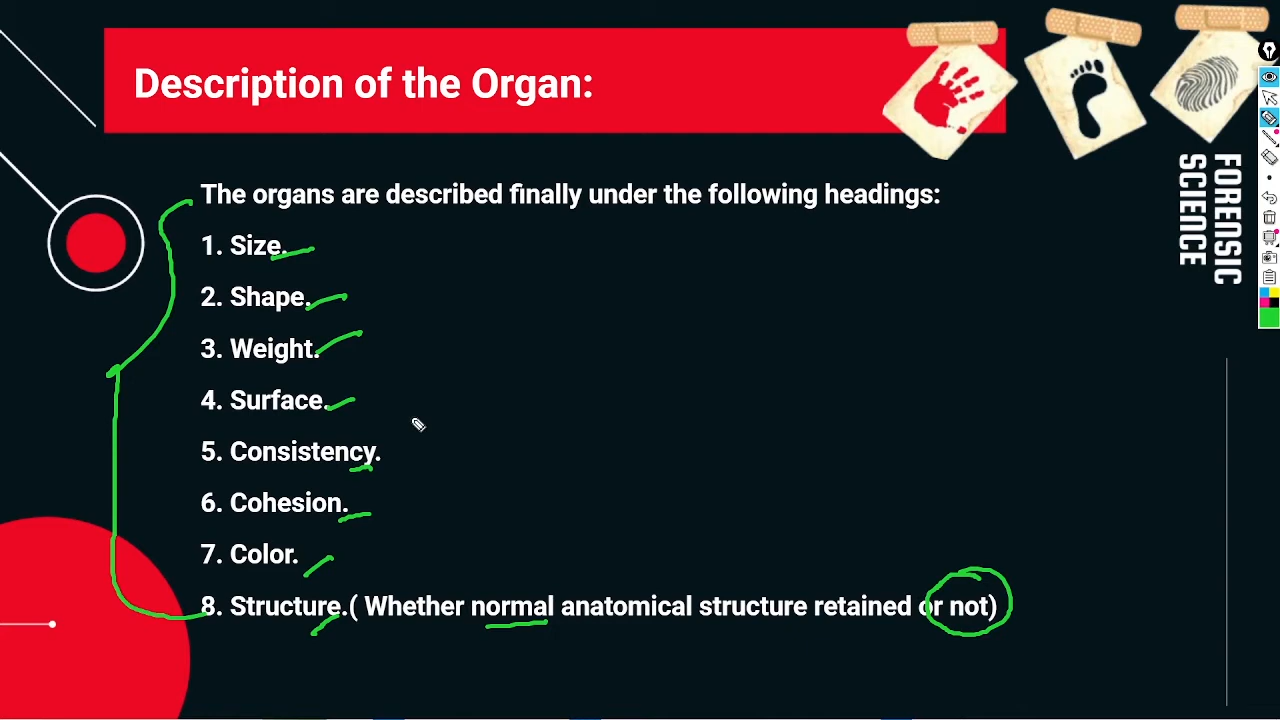 Description of the Organ:
The organs are described finally under the following headings:
1. Size.
2. Shape.
3. Weight.
4. Surface.
5. Consistency.
6. Cohesion.
7. Color.
8. Structure.( Whether normal anatomical structure retained or not)
FORENSIC
SCIENCE